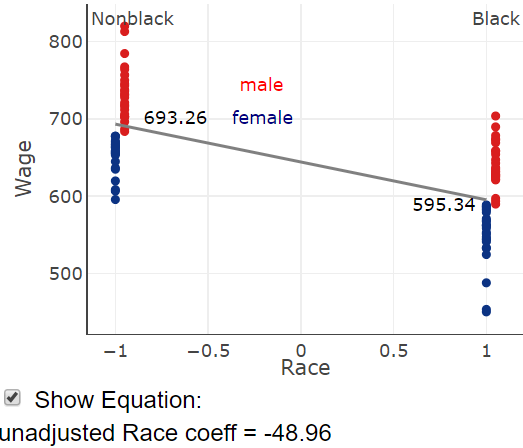 Nonblack Black
800
male
700 693.26 female
Wage
600
595.34
500
−1 −0.5 0 0.5 1
Race
Show Equation:
unadjusted Race coeff = -48.96